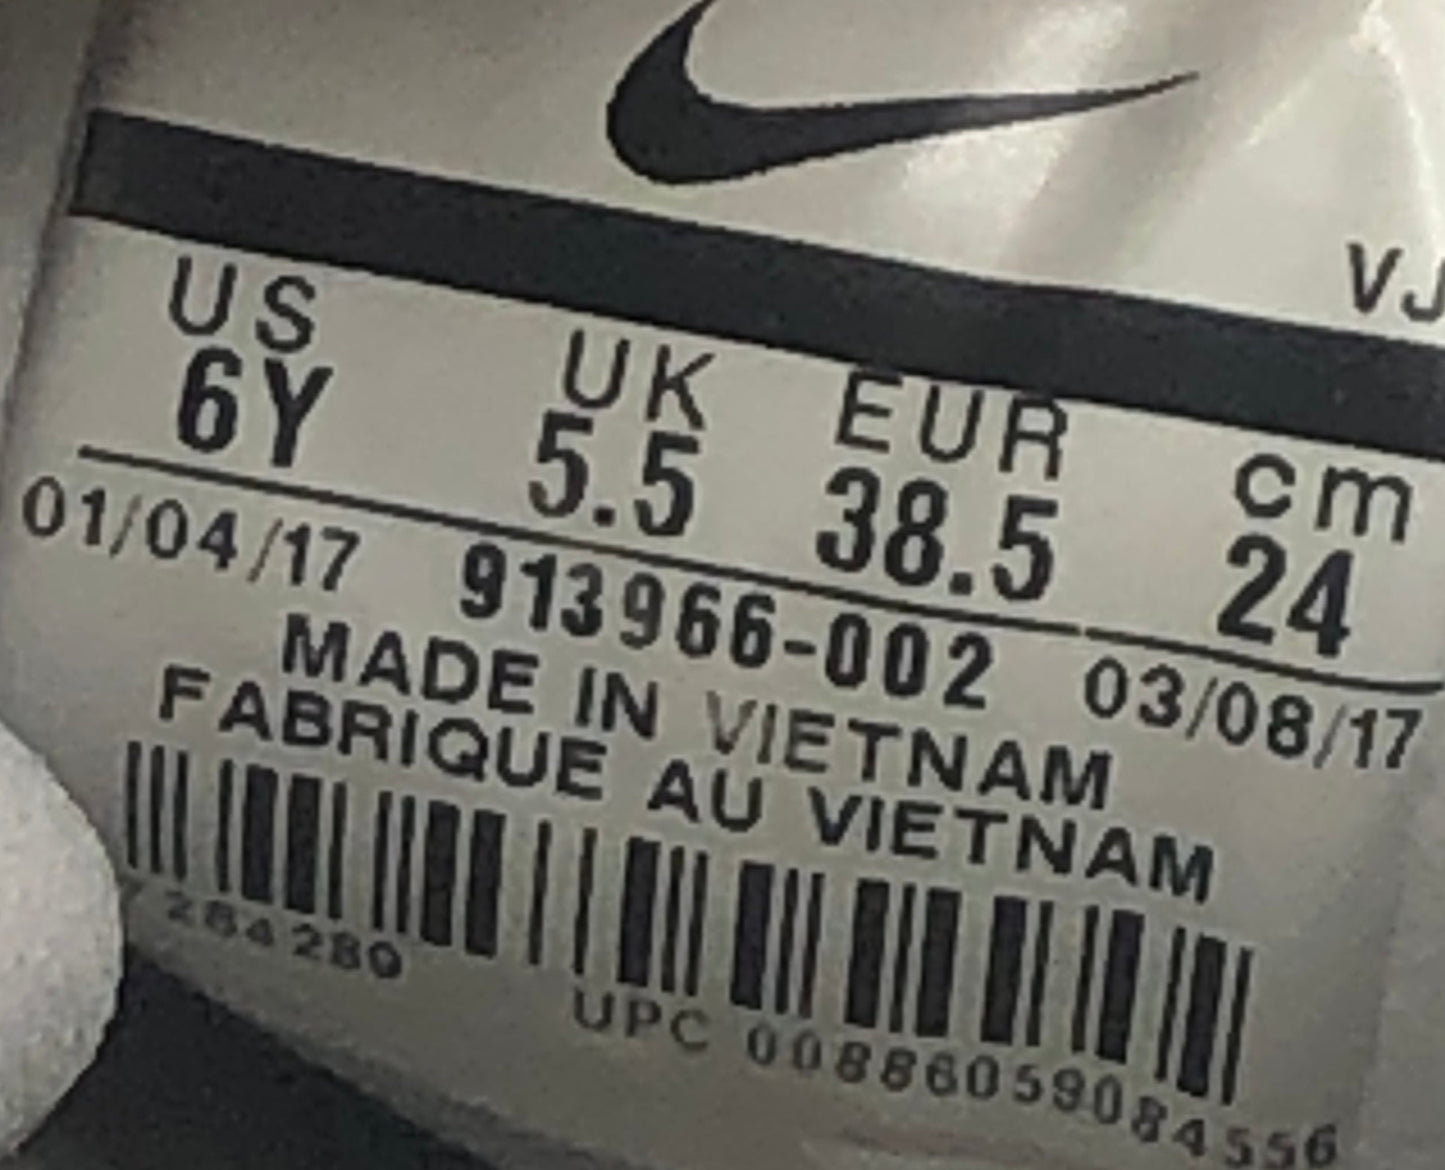 VJ
US UK EUR cm
6Y 5.5 38.5 24
01/04/17 913966-002 03/08/17
MADE IN VIETNAM
FABRIQUE AU VIETNAM
UPC 00886059084556